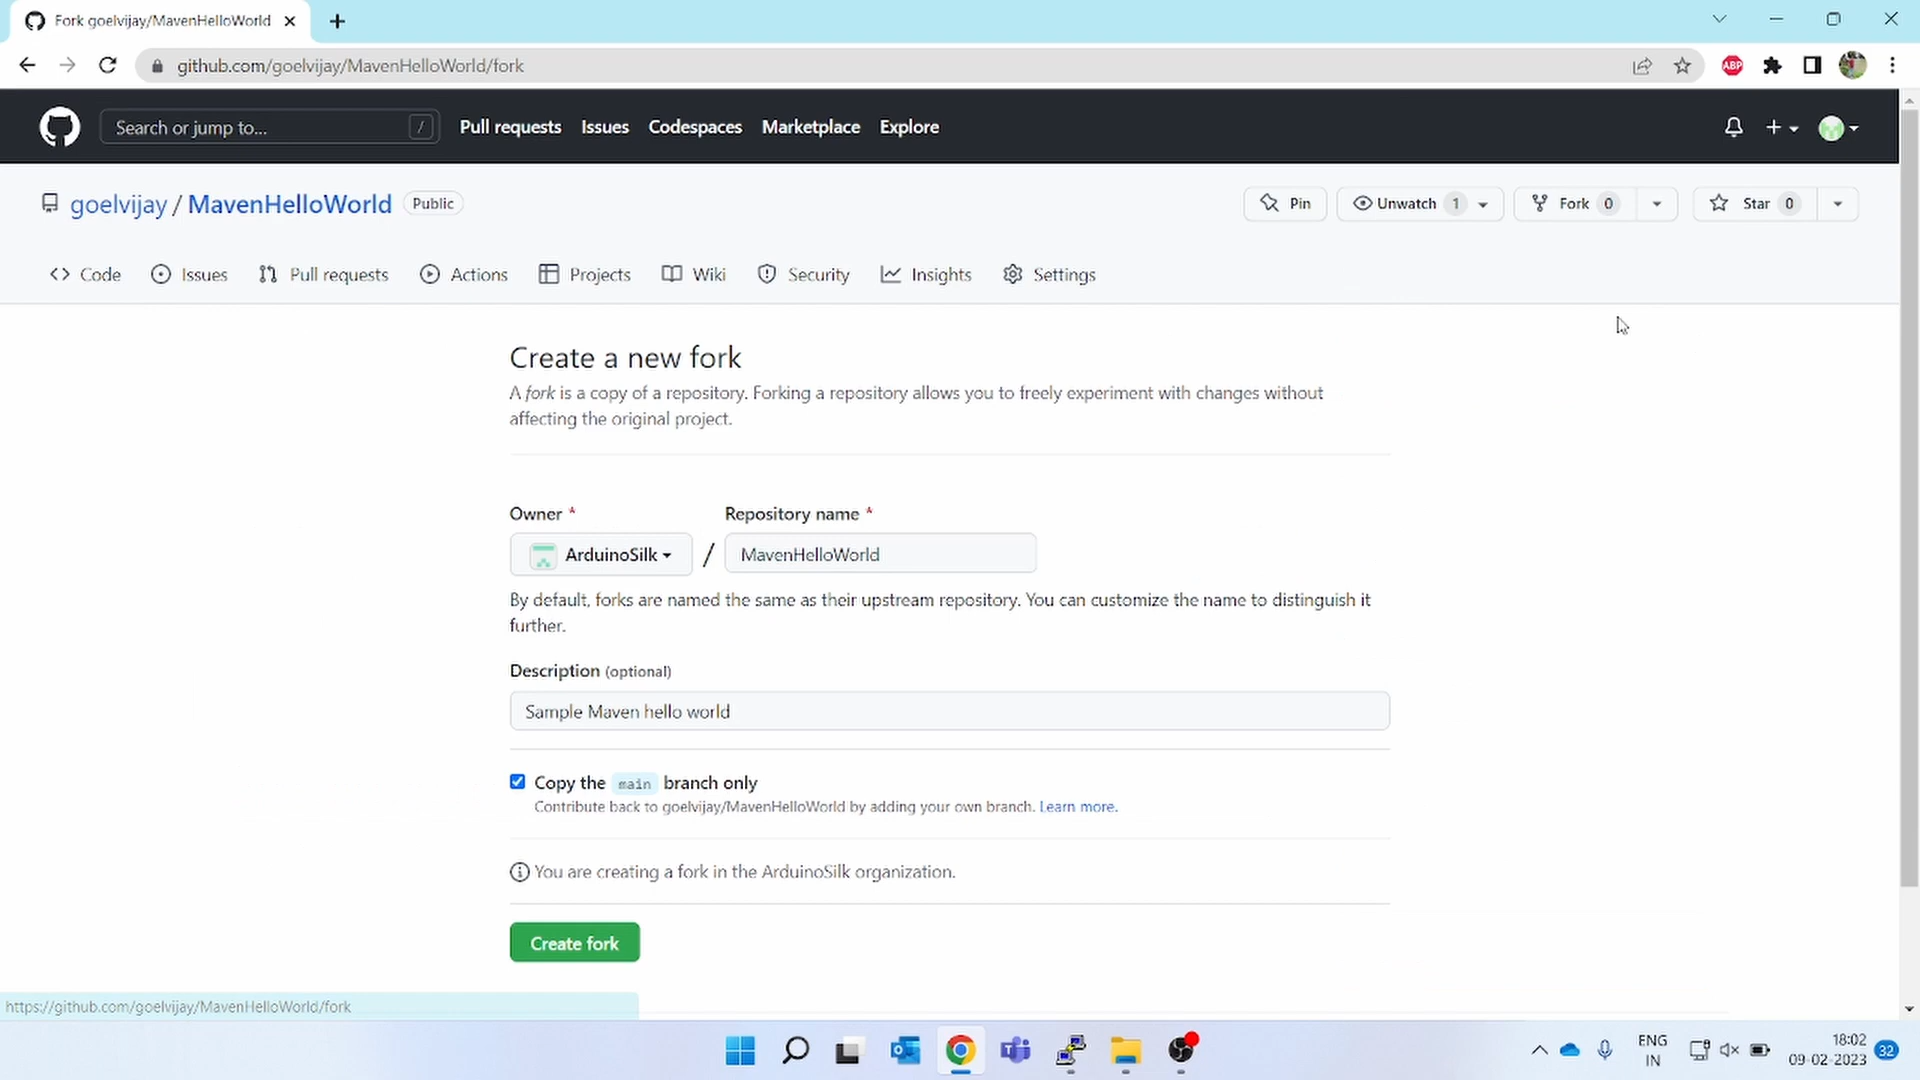 Fork goelvijay/MavenHelloWorld
github.com/goelvijay/MavenHelloWorld/fork
ABP
Search or jump to... /
Pull requests Issues Codespaces Marketplace Explore
goelvijay / MavenHelloWorld Public
Pin Unwatch 1 Fork 0 Star 0
Code Issues Pull requests Actions Projects Wiki Security Insights Settings
Create a new fork
A fork is a copy of a repository. Forking a repository allows you to freely experiment with changes without
affecting the original project.
Owner * Repository name *
ArduinoSilk / MavenHelloWorld
By default, forks are named the same as their upstream repository. You can customize the name to distinguish it
further.
Description (optional)
Sample Maven hello world
Copy the main branch only
Contribute back to goelvijay/MavenHelloWorld by adding your own branch. Learn more.
You are creating a fork in the ArduinoSilk organization.
Create fork
https://github.com/goelvijay/MavenHelloWorld/fork
ENG
IN
18:02
09-02-2023
32